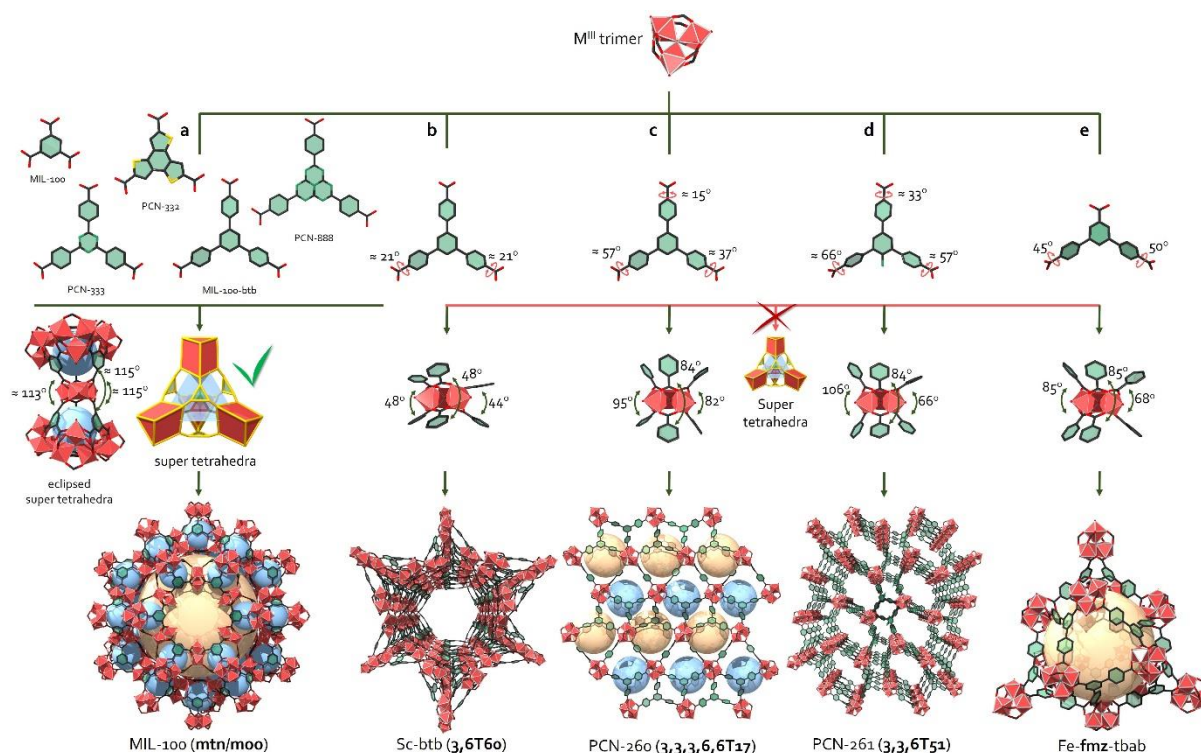 Mᴵᴵᴵ trimer
a
b
c
d
e
MIL-100
PCN-332
PCN-333
MIL-100-btb
PCN-888
≈ 21°
≈ 21°
≈ 15°
≈ 57°
≈ 37°
≈ 33°
≈ 66°
≈ 57°
45°
50°
≈ 115°
≈ 113°
≈ 115°
eclipsed
super tetrahedra
super tetrahedra
48°
48°
44°
84°
95°
82°
Super
tetrahedra
84°
106°
66°
85°
85°
68°
MIL-100 (mtn/moo)
Sc-btb (3,6T60)
PCN-260 (3,3,3,6,6T17)
PCN-261 (3,3,6T51)
Fe-fmz-tbab